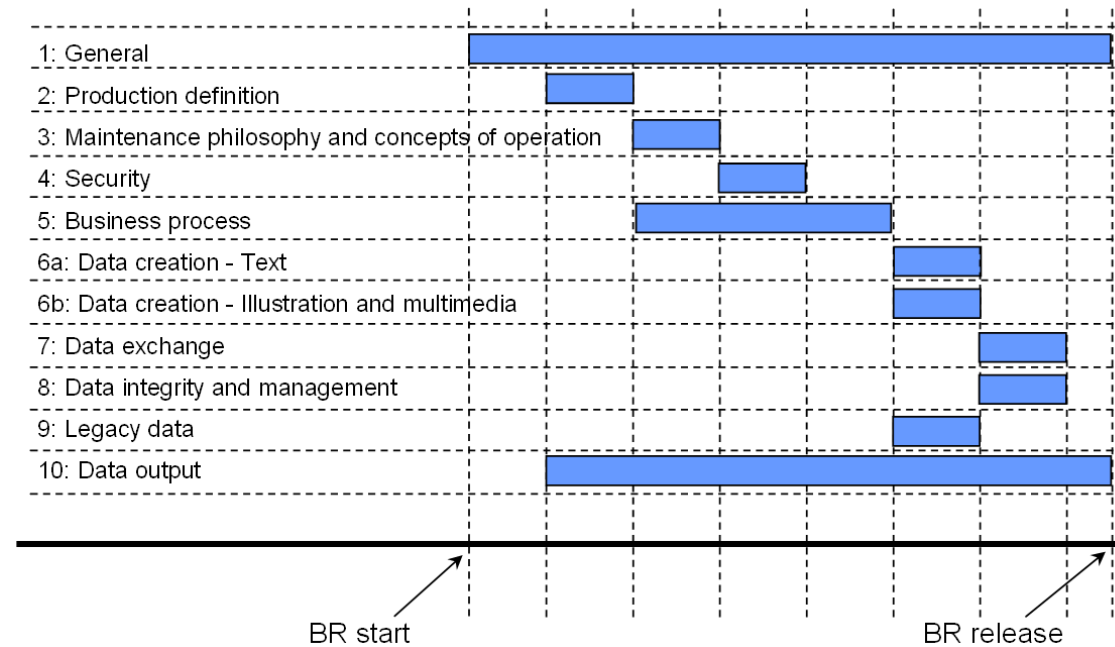 1: General
2: Production definition
3: Maintenance philosophy and concepts of operation
4: Security
5: Business process
6a: Data creation - Text
6b: Data creation - Illustration and multimedia
7: Data exchange
8: Data integrity and management
9: Legacy data
10: Data output
BR start
BR release